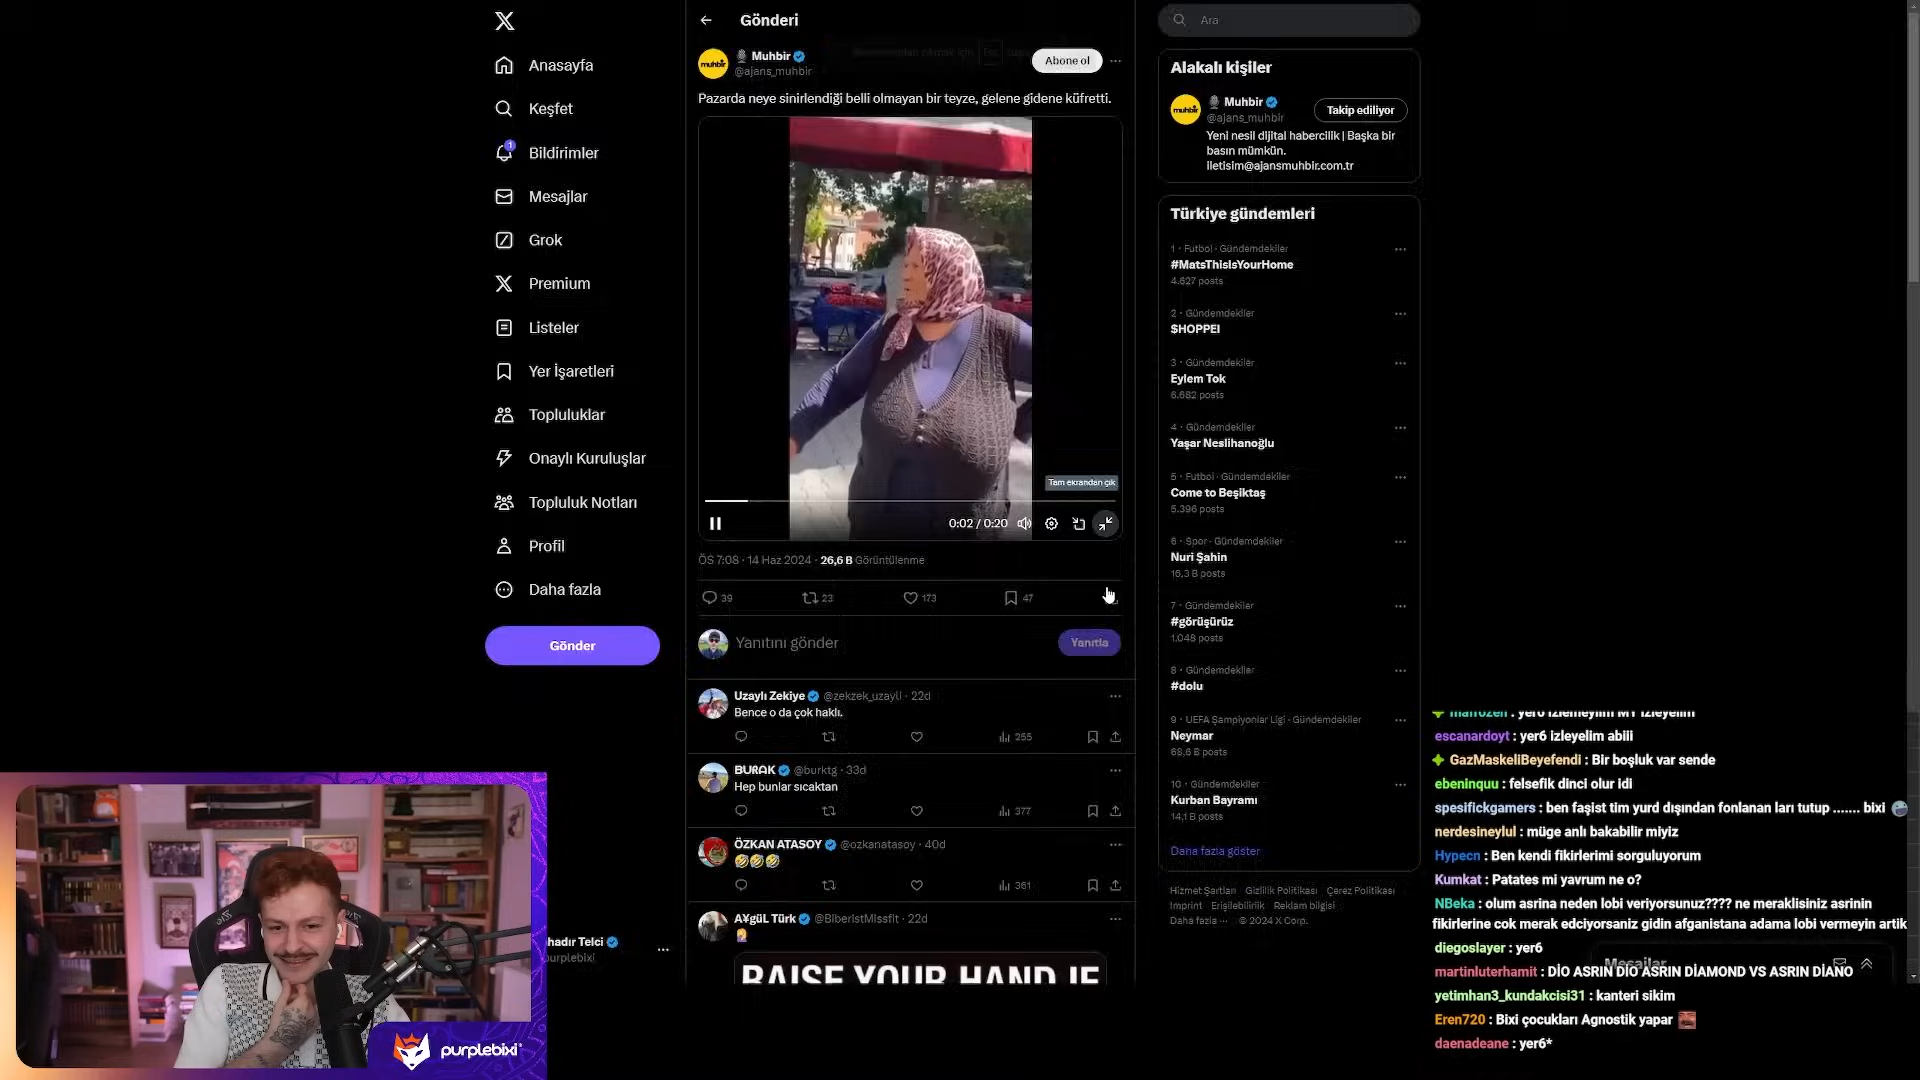 Anasayfa
Keşfet
1
Bildirimler
Mesajlar
Grok
Premium
Listeler
Yer İşaretleri
Topluluklar
Onaylı Kuruluşlar
Topluluk Notları
Profil
Daha fazla
Gönder
hadır Telci
purplebixi
Gönderi
muhbir
Muhbir
@ajans_muhbir
Abone ol
Pazarda neye sinirlendiği belli olmayan bir teyze, gelene gidene küfretti.
Tam ekrandan çık
0:02 / 0:20
ÖS 7:08 · 14 Haz 2024 · 26,6 B Görüntülenme
39 23 173 47
Yanıtını gönder
Yanıtla
Uzaylı Zekiye @zekzek_uzayli · 22d
Bence o da çok haklı.
255
BURAK @burktg · 33d
Hep bunlar sıcaktan
377
ÖZKAN ATASOY @ozkanatasoy · 40d
🤣🤣🤣
361
A¥güL Türk @BiberistMissfit · 22d
RAISE YOUR HAND IF
Ara
Alakalı kişiler
muhbir
Muhbir
@ajans_muhbir
Takip ediliyor
Yeni nesil dijital habercilik | Başka bir
basın mümkün.
iletisim@ajansmuhbir.com.tr
Türkiye gündemleri
1 · Futbol · Gündemdekiler
#MatsThisIsYourHome
4.627 posts
2 · Gündemdekiler
$HOPPEI
3 · Gündemdekiler
Eylem Tok
6.682 posts
4 · Gündemdekiler
Yaşar Neslihanoğlu
5 · Futbol · Gündemdekiler
Come to Beşiktaş
5.396 posts
6 · Spor · Gündemdekiler
Nuri Şahin
16,3 B posts
7 · Gündemdekiler
#görüşürüz
1.048 posts
8 · Gündemdekiler
#dolu
9 · UEFA Şampiyonlar Ligi · Gündemdekiler
Neymar
68,6 B posts
10 · Gündemdekiler
Kurban Bayramı
14,1 B posts
Daha fazla göster
Hizmet Şartları Gizlilik Politikası Çerez Politikası
Imprint Erişilebilirlik Reklam bilgisi
Daha fazla ··· © 2024 X Corp.
Mesajlar
escanardoyt : yer6 izleyelim abiii
GazMaskeliBeyefendi : Bir boşluk var sende
ebeninquu : felsefik dinci olur idi
spesifickgamers : ben faşist tim yurd dışından fonlanan ları tutup ....... bixi
nerdesineylul : müge anlı bakabilir miyiz
Hypecn : Ben kendi fikirlerimi sorguluyorum
Kumkat : Patates mi yavrum ne o?
NBeka : olum asrina neden lobi veriyorsunuz???? ne meraklisiniz asrinin
fikirlerine cok merak edciyorsaniz gidin afganistana adama lobi vermeyin artik
diegoslayer : yer6
martinluterhamit : DİO ASRIN DİO ASRIN DİAMOND VS ASRIN DİANO
yetimhan3_kundakcisi31 : kanteri sikim
Eren720 : Bixi çocukları Agnostik yapar
daenadeane : yer6*
purplebixi